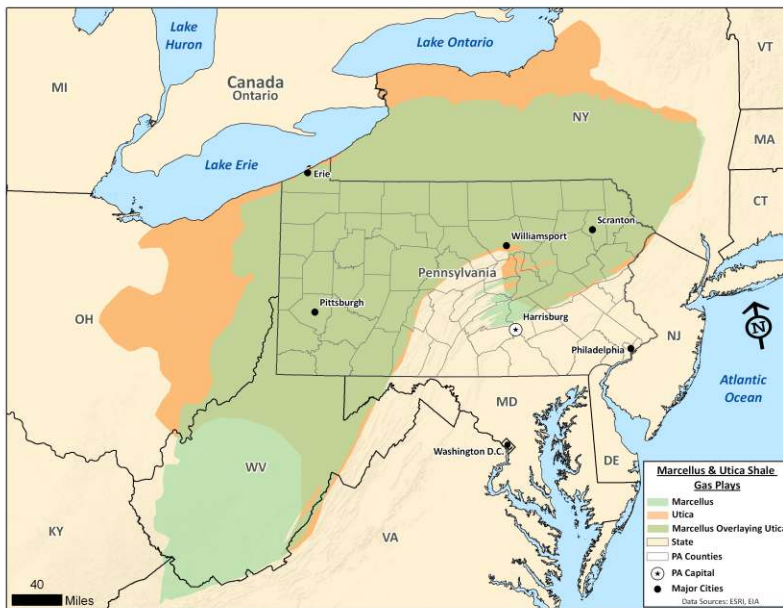 Lake
Huron
Lake Ontario
VT
MI
Canada
Ontario
NY
MA
Lake Erie
CT
Erie
Scranton
Williamsport
Pennsylvania
Pittsburgh
OH
Harrisburg
NJ
N
Philadelphia
Atlantic
Ocean
MD
Washington D.C.
DE
WV
KY
VA
Marcellus & Utica Shale
Gas Plays
Marcellus
Utica
Marcellus Overlaying Utica
State
PA Counties
PA Capital
Major Cities
Data Sources: ESRI, EIA
40
Miles